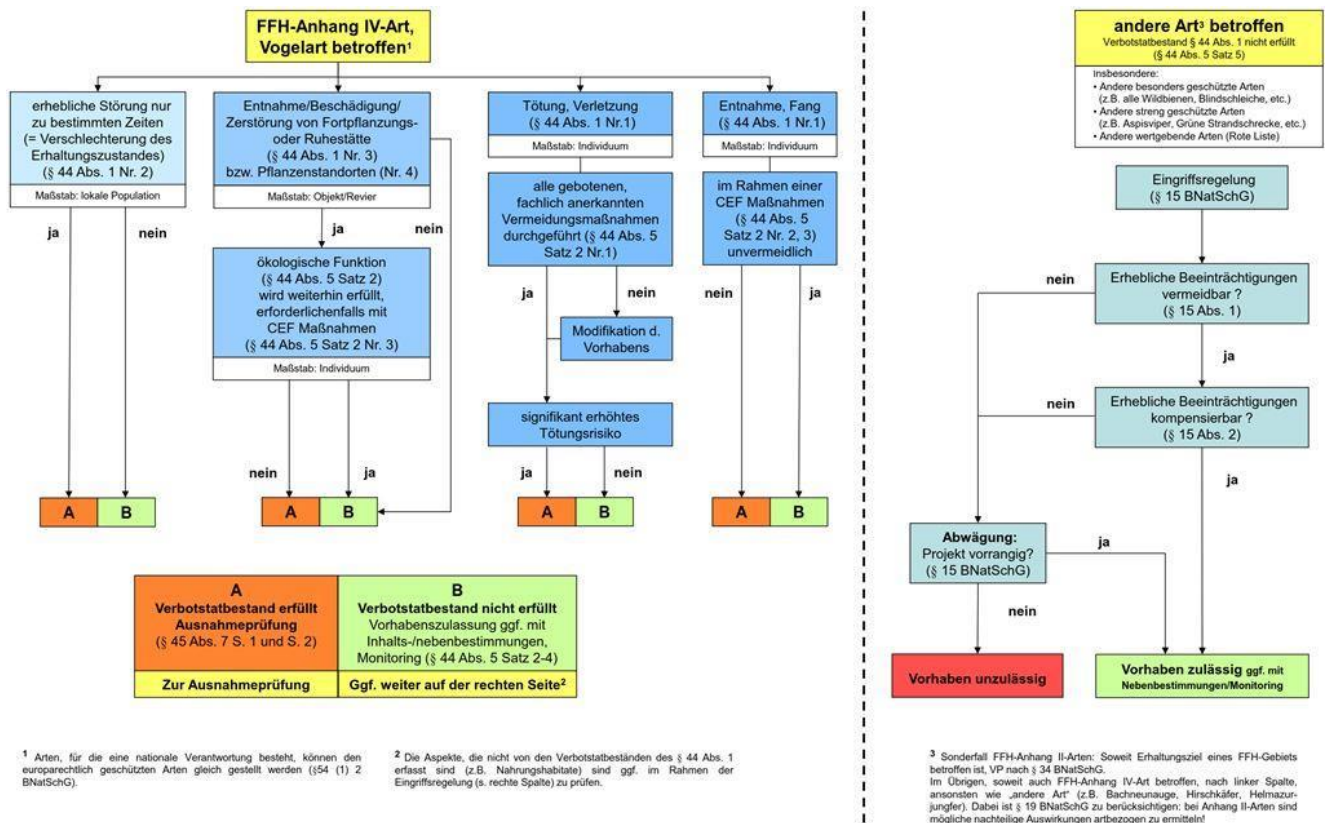 FFH-Anhang IV-Art,
Vogelart betroffen¹
erhebliche Störung nur
zu bestimmten Zeiten
(= Verschlechterung des
Erhaltungszustandes)
(§ 44 Abs. 1 Nr. 2)
Maßstab: lokale Population
ja
nein
A
B
Entnahme/Beschädigung/
Zerstörung von Fortpflanzungs-
oder Ruhestätte
(§ 44 Abs. 1 Nr. 3)
bzw. Pflanzenstandorten (Nr. 4)
Maßstab: Objekt/Revier
ja
nein
ökologische Funktion
(§ 44 Abs. 5 Satz 2)
wird weiterhin erfüllt,
erforderlichenfalls mit
CEF Maßnahmen
(§ 44 Abs. 5 Satz 2 Nr. 3)
Maßstab: Individuum
nein
ja
A
B
Tötung, Verletzung
(§ 44 Abs. 1 Nr.1)
Maßstab: Individuum
alle gebotenen,
fachlich anerkannten
Vermeidungsmaßnahmen
durchgeführt (§ 44 Abs. 5
Satz 2 Nr.1)
ja
nein
Modifikation d.
Vorhabens
signifikant erhöhtes
Tötungsrisiko
ja
nein
A
B
Entnahme, Fang
(§ 44 Abs. 1 Nr.1)
Maßstab: Individuum
im Rahmen einer
CEF Maßnahmen
(§ 44 Abs. 5
Satz 2 Nr. 2, 3)
unvermeidlich
nein
ja
A
B
A
Verbotstatbestand erfüllt
Ausnahmeprüfung
(§ 45 Abs. 7 S. 1 und S. 2)
Zur Ausnahmeprüfung
B
Verbotstatbestand nicht erfüllt
Vorhabenszulassung ggf. mit
Inhalts-/nebenbestimmungen,
Monitoring (§ 44 Abs. 5 Satz 2-4)
Ggf. weiter auf der rechten Seite²
¹ Arten, für die eine nationale Verantwortung besteht, können den
europarechtlich geschützten Arten gleich gestellt werden (§54 (1) 2
BNatSchG).
² Die Aspekte, die nicht von den Verbotstatbeständen des § 44 Abs. 1
erfasst sind (z.B. Nahrungshabitate) sind ggf. im Rahmen der
Eingriffsregelung (s. rechte Spalte) zu prüfen.
andere Art³ betroffen
Verbotstatbestand § 44 Abs. 1 nicht erfüllt
(§ 44 Abs. 5 Satz 5)
Insbesondere:
• Andere besonders geschützte Arten
(z.B. alle Wildbienen, Blindschleiche, etc.)
• Andere streng geschützte Arten
(z.B. Aspisviper, Grüne Strandschrecke, etc.)
• Andere wertgebende Arten (Rote Liste)
Eingriffsregelung
(§ 15 BNatSchG)
nein
Erhebliche Beeinträchtigungen
vermeidbar ?
(§ 15 Abs. 1)
ja
nein
Erhebliche Beeinträchtigungen
kompensierbar ?
(§ 15 Abs. 2)
ja
Abwägung:
Projekt vorrangig?
(§ 15 BNatSchG)
ja
nein
Vorhaben unzulässig
Vorhaben zulässig ggf. mit
Nebenbestimmungen/Monitoring
³ Sonderfall FFH-Anhang II-Arten: Soweit Erhaltungsziel eines FFH-Gebiets
betroffen ist, VP nach § 34 BNatSchG.
Im Übrigen, soweit auch FFH-Anhang IV-Art betroffen, nach linker Spalte,
ansonsten wie „andere Art" (z.B. Bachneunauge, Hirschkäfer, Helmazur-
jungfer). Dabei ist § 19 BNatSchG zu berücksichtigen: bei Anhang II-Arten sind
mögliche nachteilige Auswirkungen artbezogen zu ermitteln!